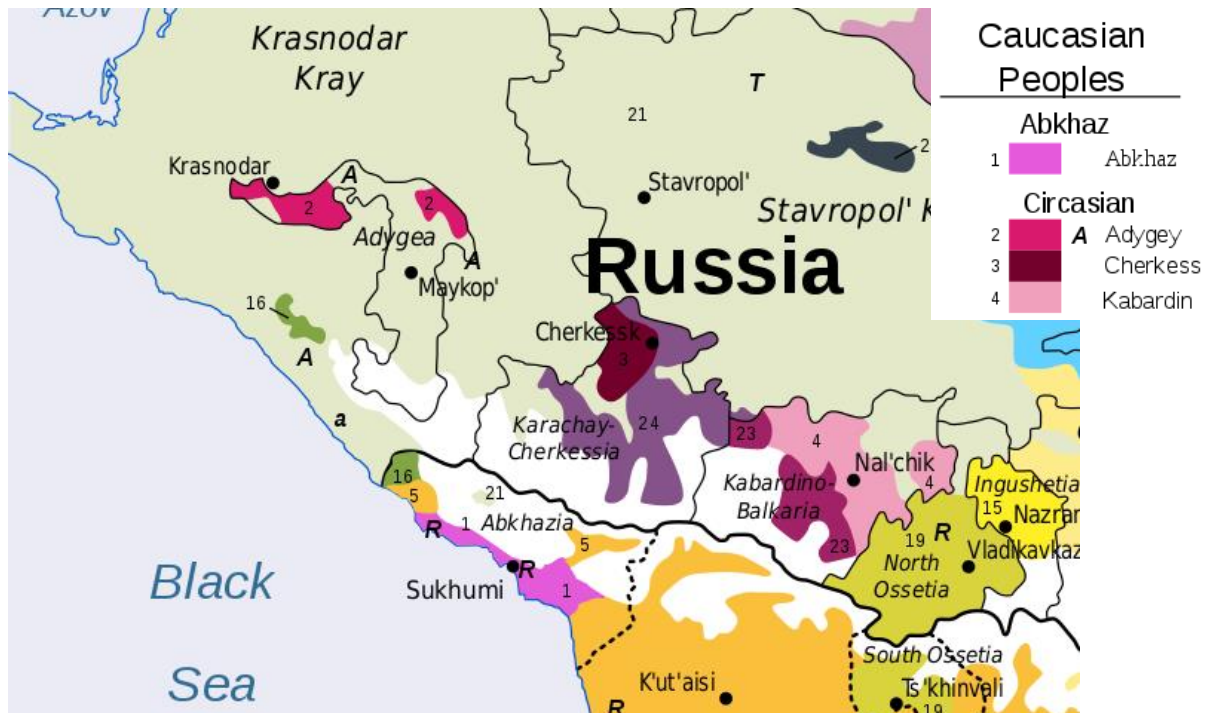 Azov
Krasnodar
Kray
T
21
Krasnodar
A
2
2
Adygea
A
Maykop'
Stavropol'
2
Stavropol' K
Russia
16
A
a
Cherkessk
3
Karachay-
Cherkessia
24
23
4
Nal'chik
4
Kabardino-
Balkaria
23
Ingushetia
15
Nazran
19
R
North
Ossetia
Vladikavkaz
16
5
21
R
1
Abkhazia
5
R
Sukhumi
1
Black
Sea
K'ut'aisi
R
South Ossetia
Ts'khinvali
19
Caucasian
Peoples
Abkhaz
1 Abkhaz
Circasian
2 A Adygey
3 Cherkess
4 Kabardin